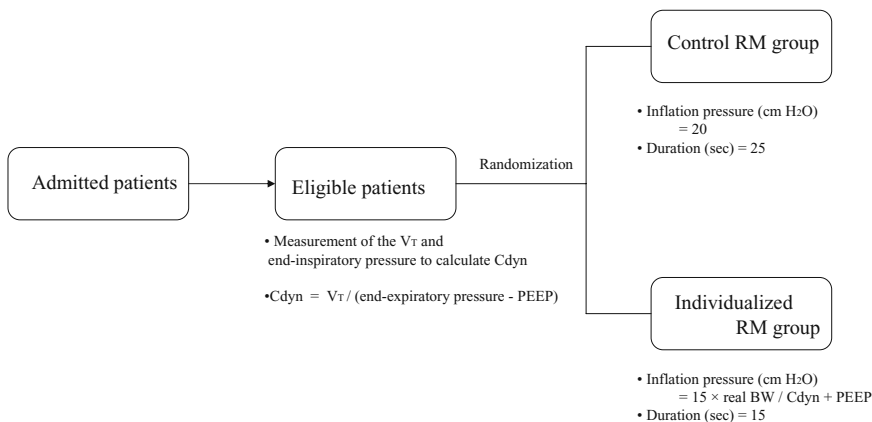 Control RM group
• Inflation pressure (cm H2O)
= 20
• Duration (sec) = 25
Randomization
Admitted patients
Eligible patients
• Measurement of the VT and
end-inspiratory pressure to calculate Cdyn
•Cdyn = VT / (end-expiratory pressure - PEEP)
Individualized
RM group
• Inflation pressure (cm H2O)
= 15 × real BW / Cdyn + PEEP
• Duration (sec) = 15